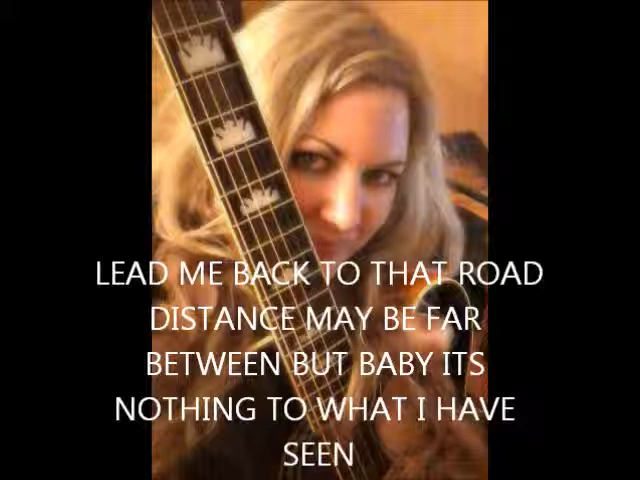 LEAD ME BACK TO THAT ROAD
DISTANCE MAY BE FAR
BETWEEN BUT BABY ITS
NOTHING TO WHAT I HAVE
SEEN